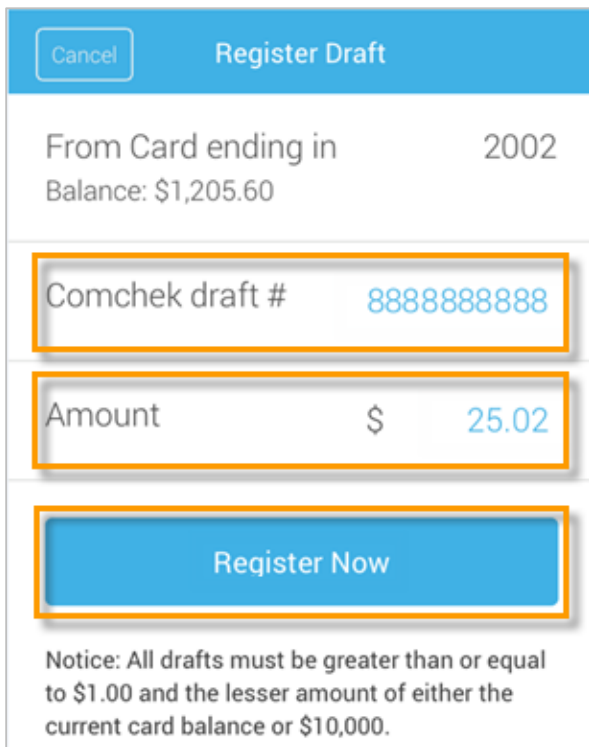 Cancel Register Draft
From Card ending in 2002
Balance: $1,205.60
Comchek draft # 8888888888
Amount $ 25.02
Register Now
Notice: All drafts must be greater than or equal
to $1.00 and the lesser amount of either the
current card balance or $10,000.